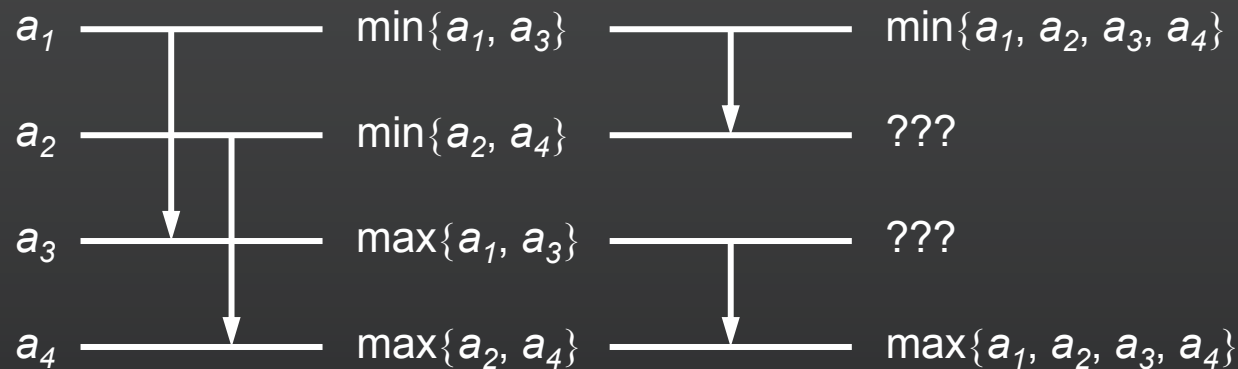 a₁ min{a₁, a₃} min{a₁, a₂, a₃, a₄}
a₂ min{a₂, a₄} ???
a₃ max{a₁, a₃} ???
a₄ max{a₂, a₄} max{a₁, a₂, a₃, a₄}